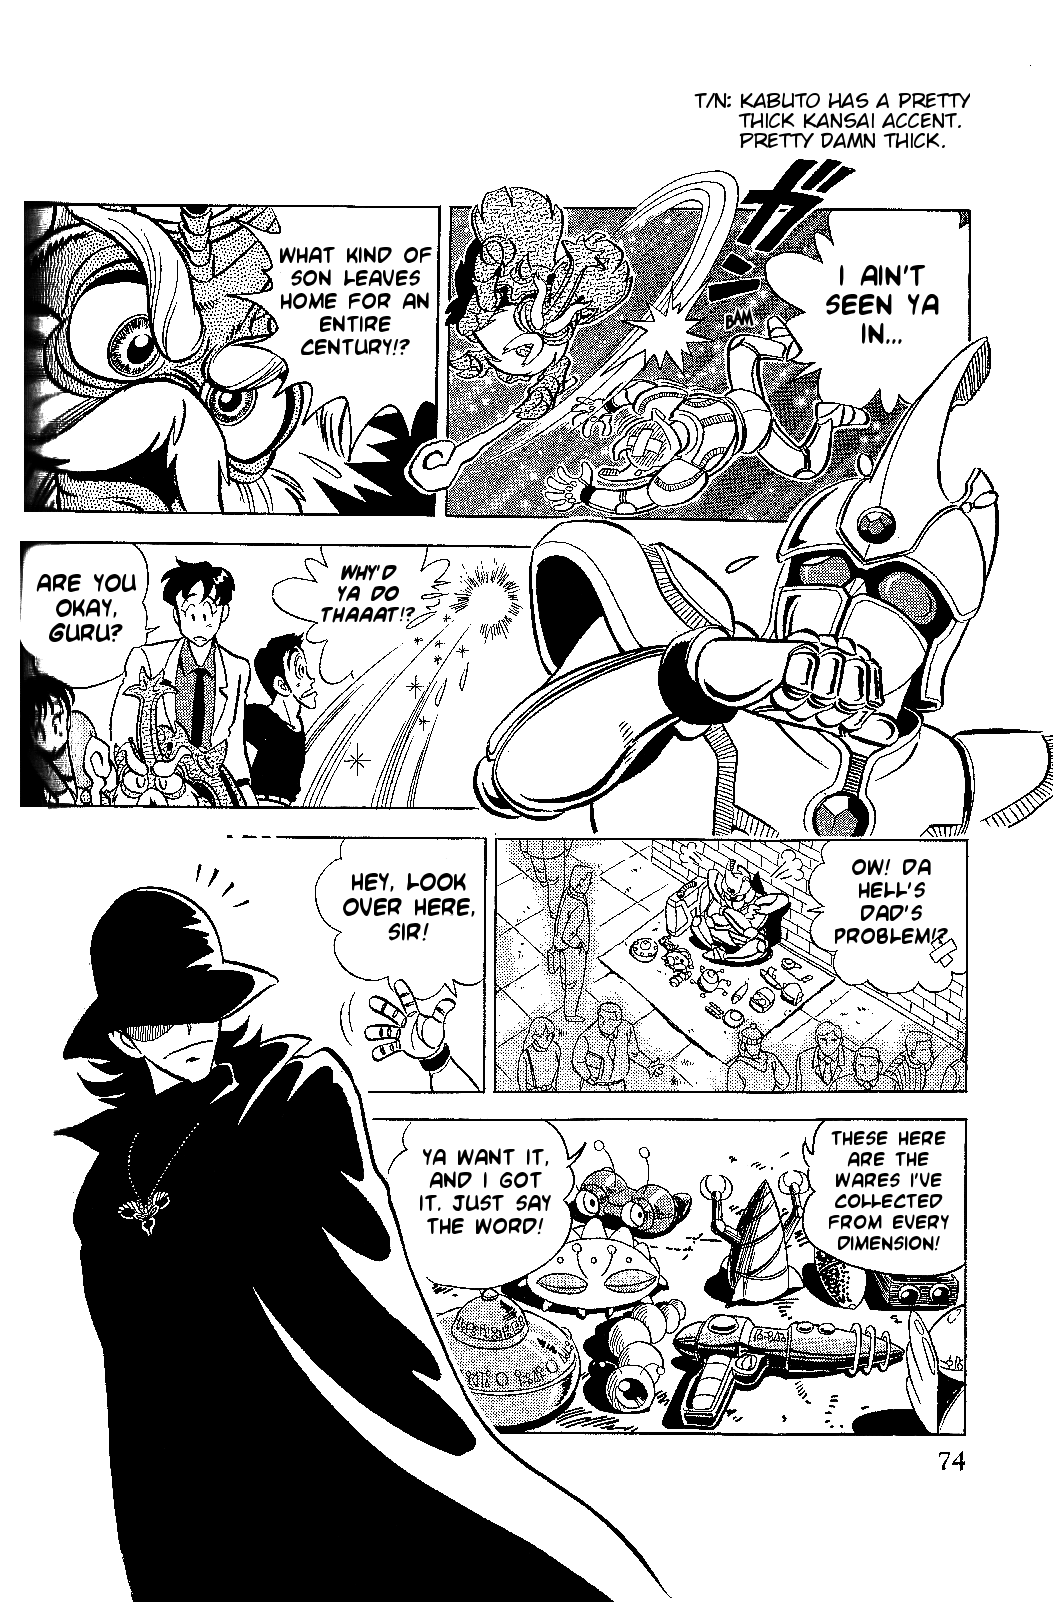 T/N: KABUTO HAS A PRETTY
THICK KANSAI ACCENT.
PRETTY DAMN THICK.
I AIN'T
SEEN YA
IN...
ガーン
BAM
WHAT KIND OF
SON LEAVES
HOME FOR AN
ENTIRE
CENTURY!?
WHY'D
YA DO
THAAAT!?
ARE YOU
OKAY,
GURU?
OW! DA
HELL'S
DAD'S
PROBLEM!?
HEY, LOOK
OVER HERE,
SIR!
THESE HERE
ARE THE
WARES I'VE
COLLECTED
FROM EVERY
DIMENSION!
YA WANT IT,
AND I GOT
IT. JUST SAY
THE WORD!
74